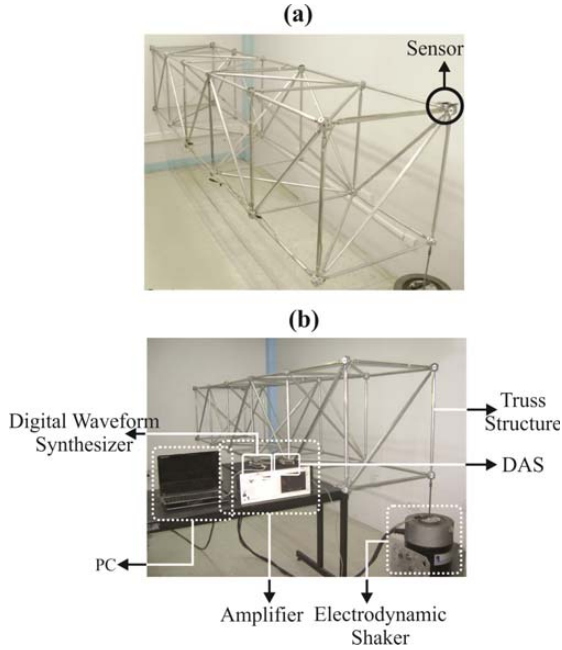 (a)
Sensor
(b)
Digital Waveform
Synthesizer
Truss
Structure
DAS
PC
Amplifier
Electrodynamic
Shaker